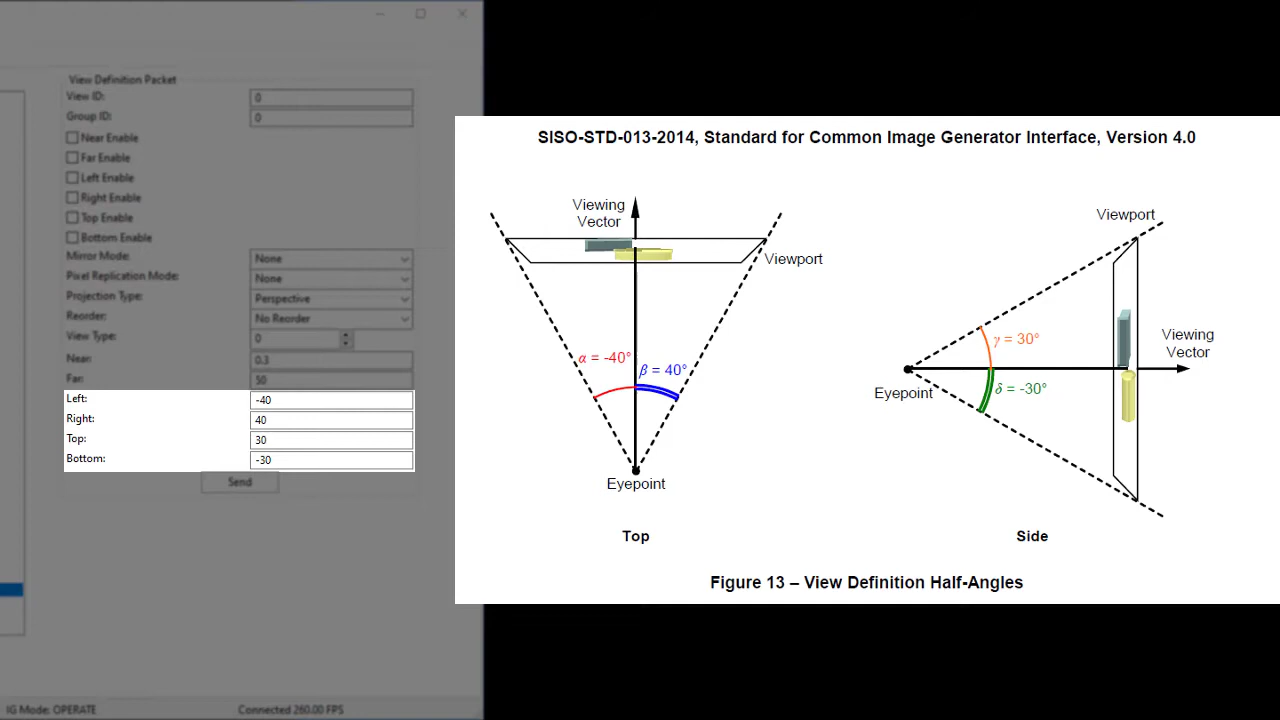 View Definition Packet
View ID: 0
Group ID: 0
Near Enable
Far Enable
Left Enable
Right Enable
Top Enable
Bottom Enable
Mirror Mode: None
Pixel Replication Mode: None
Projection Type: Perspective
Reorder: No Reorder
View Type: 0
Near: 0.3
Far: 50
Left: -40
Right: 40
Top: 30
Bottom: -30
Send
IG Mode: OPERATE
Connected 260.00 FPS
SISO-STD-013-2014, Standard for Common Image Generator Interface, Version 4.0
Viewing
Vector
Viewport
α = -40°
β = 40°
Eyepoint
Top
Viewport
γ = 30°
Viewing
Vector
δ = -30°
Eyepoint
Side
Figure 13 – View Definition Half-Angles